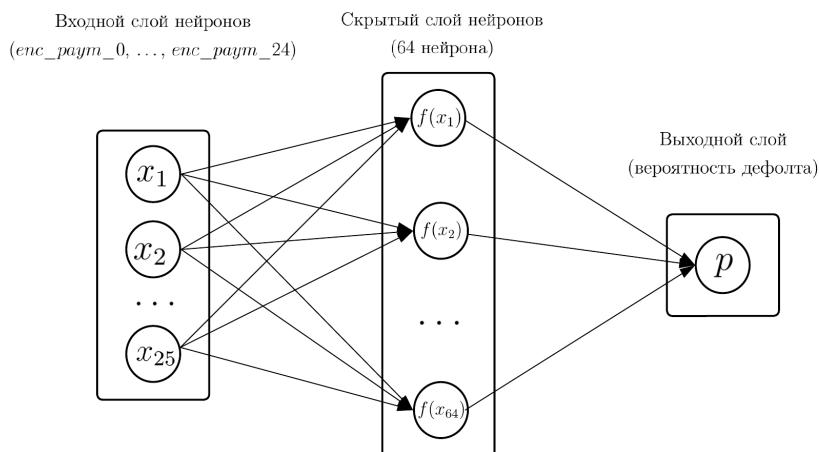 Входной слой нейронов
(enc_paym_0, ..., enc_paym_24)
Скрытый слой нейронов
(64 нейрона)
Выходной слой
(вероятность дефолта)
x₁
x₂
...
x₂₅
f(x₁)
f(x₂)
...
f(x₆₄)
p